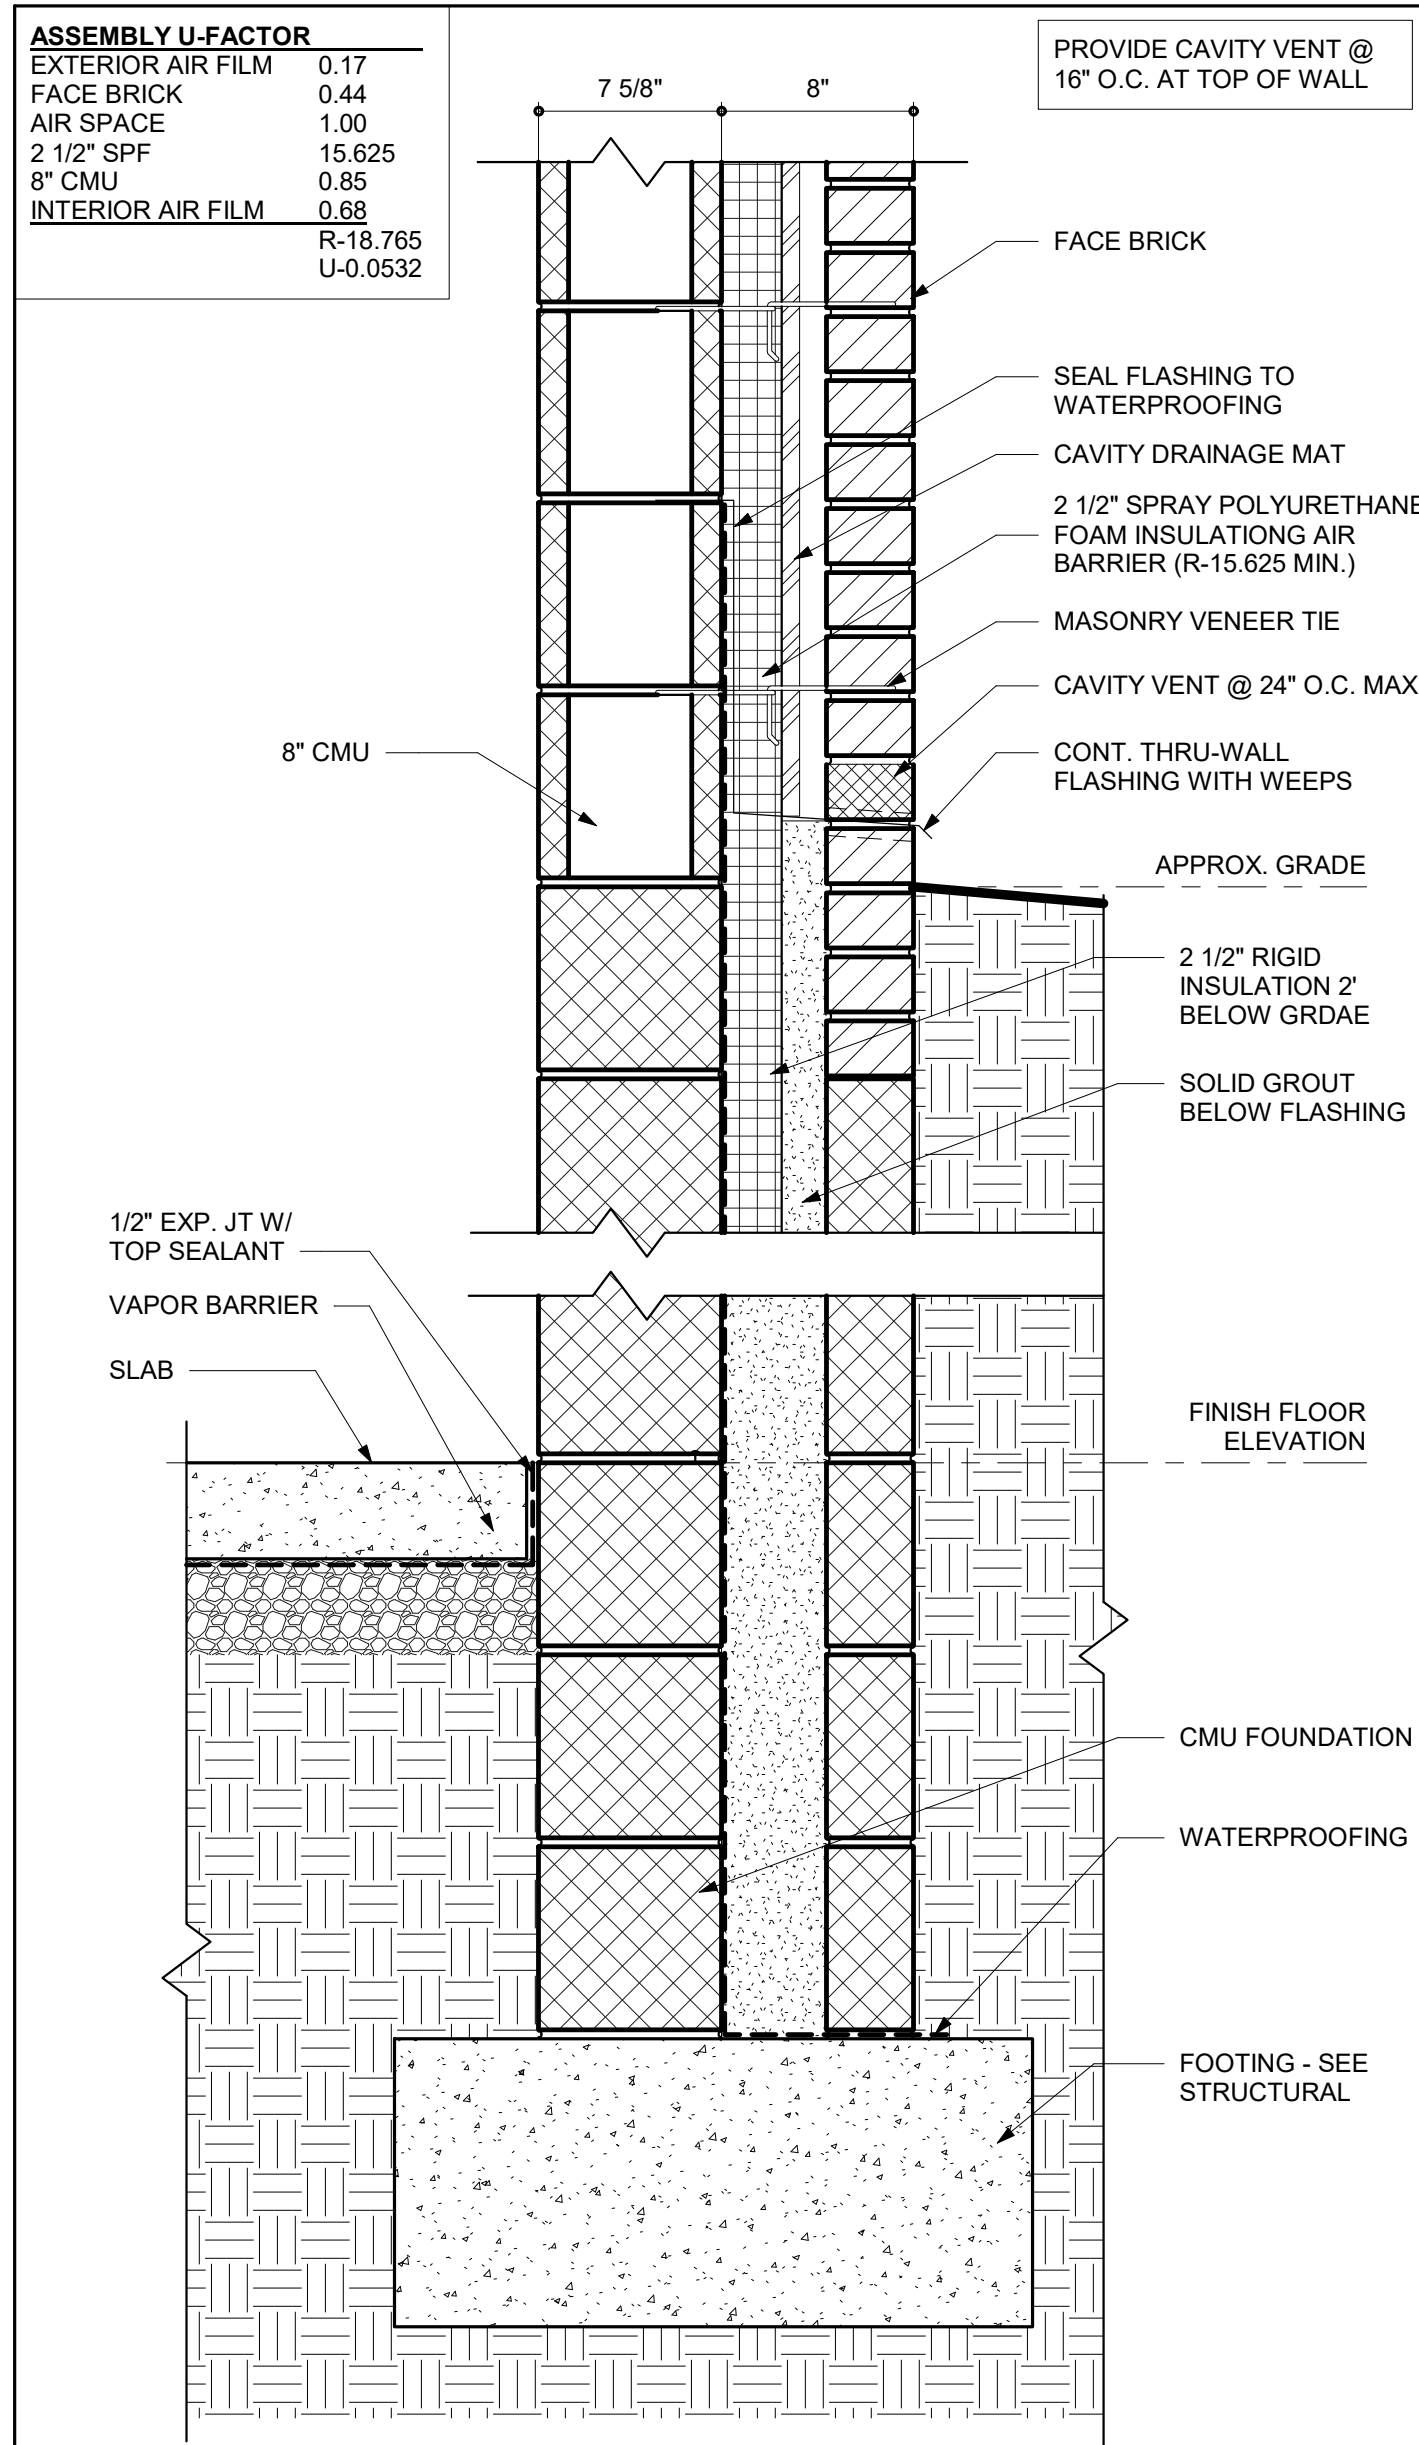 ASSEMBLY U-FACTOR
EXTERIOR AIR FILM 0.17
FACE BRICK 0.44
AIR SPACE 1.00
2 1/2" SPF 15.625
8" CMU 0.85
INTERIOR AIR FILM 0.68
R-18.765
U-0.0532
7 5/8"
8"
PROVIDE CAVITY VENT @
16" O.C. AT TOP OF WALL
FACE BRICK
SEAL FLASHING TO
WATERPROOFING
CAVITY DRAINAGE MAT
2 1/2" SPRAY POLYURETHANE
FOAM INSULATIONG AIR
BARRIER (R-15.625 MIN.)
MASONRY VENEER TIE
CAVITY VENT @ 24" O.C. MAX
8" CMU
CONT. THRU-WALL
FLASHING WITH WEEPS
APPROX. GRADE
2 1/2" RIGID
INSULATION 2'
BELOW GRDAE
SOLID GROUT
BELOW FLASHING
1/2" EXP. JT W/
TOP SEALANT
VAPOR BARRIER
SLAB
FINISH FLOOR
ELEVATION
CMU FOUNDATION
WATERPROOFING
FOOTING - SEE
STRUCTURAL